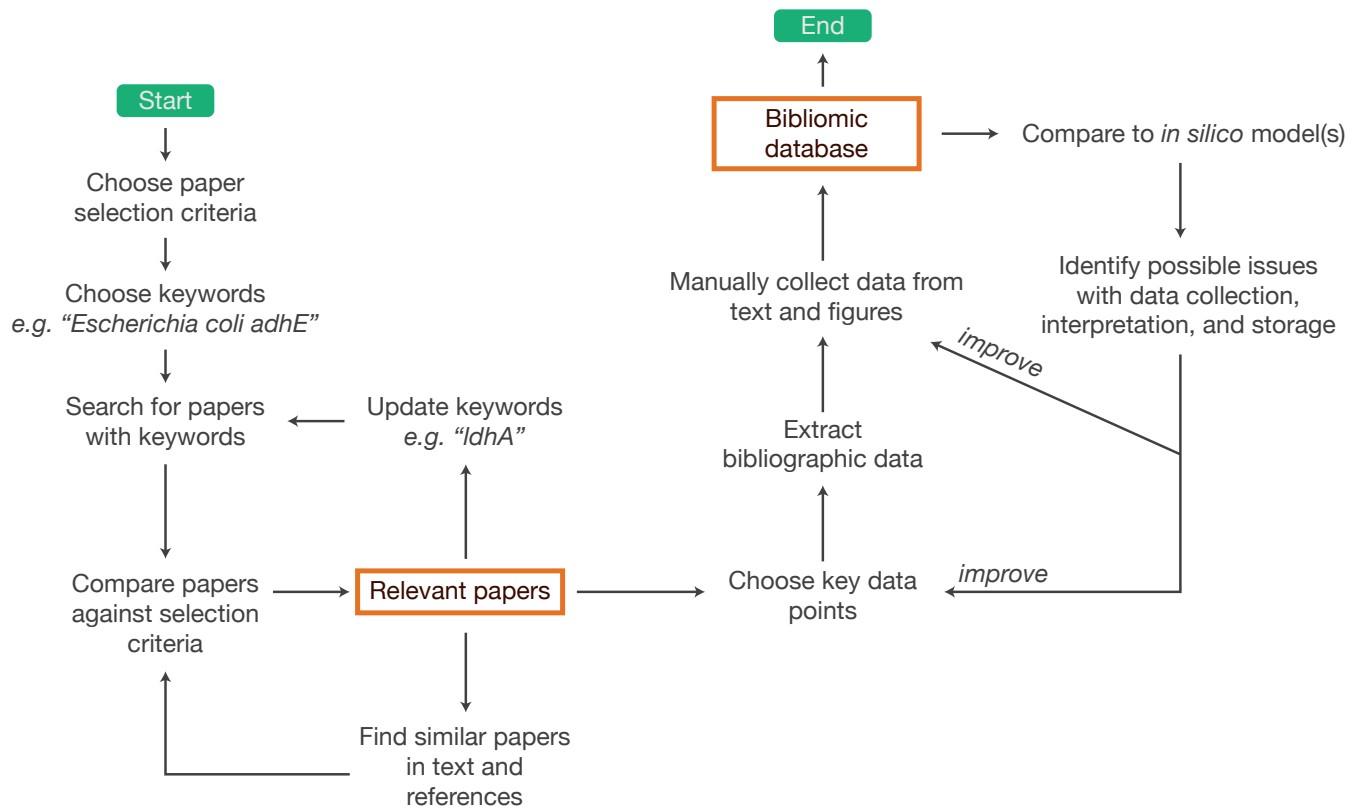 Start
Choose paper
selection criteria
Choose keywords
e.g. “Escherichia coli adhE”
Search for papers
with keywords
Update keywords
e.g. “ldhA”
Compare papers
against selection
criteria
Relevant papers
Find similar papers
in text and
references
Choose key data
points
Extract
bibliographic data
Manually collect data from
text and figures
Bibliomic
database
End
Compare to in silico model(s)
Identify possible issues
with data collection,
interpretation, and storage
improve
improve